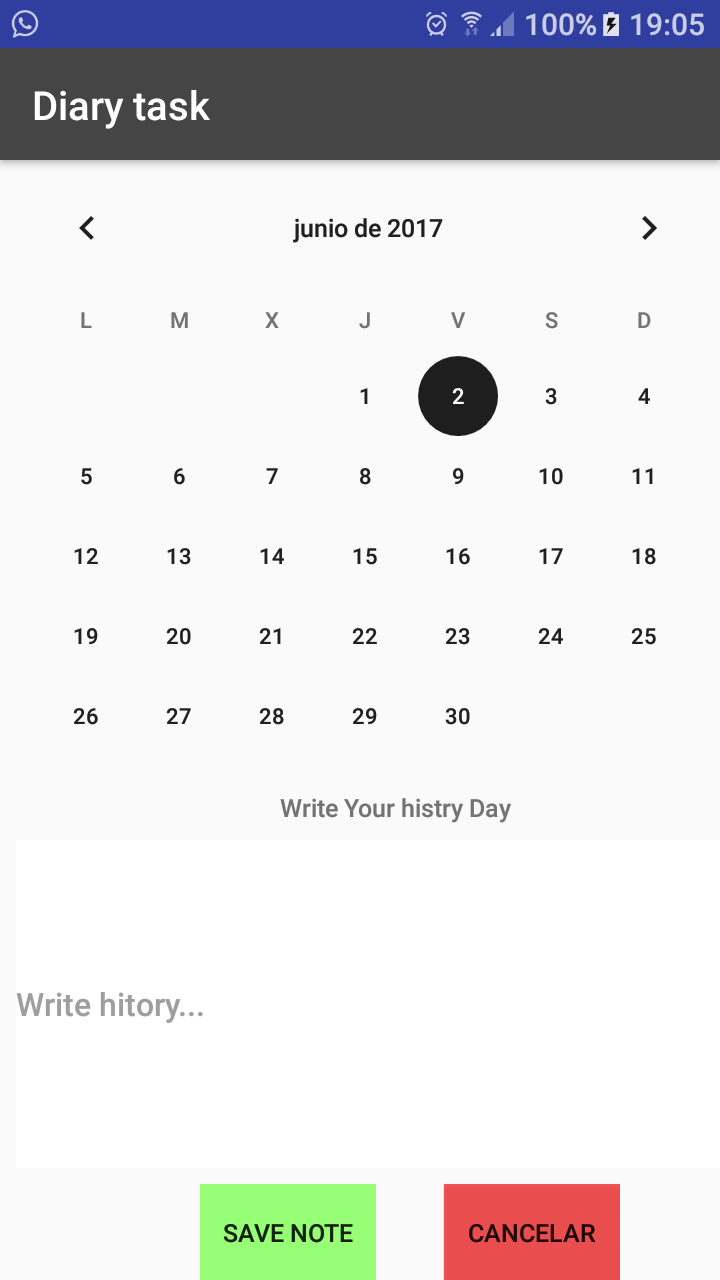 100% 19:05
Diary task
junio de 2017
L M X J V S D
1 2 3 4
5 6 7 8 9 10 11
12 13 14 15 16 17 18
19 20 21 22 23 24 25
26 27 28 29 30
Write Your histry Day
Write hitory...
SAVE NOTE CANCELAR